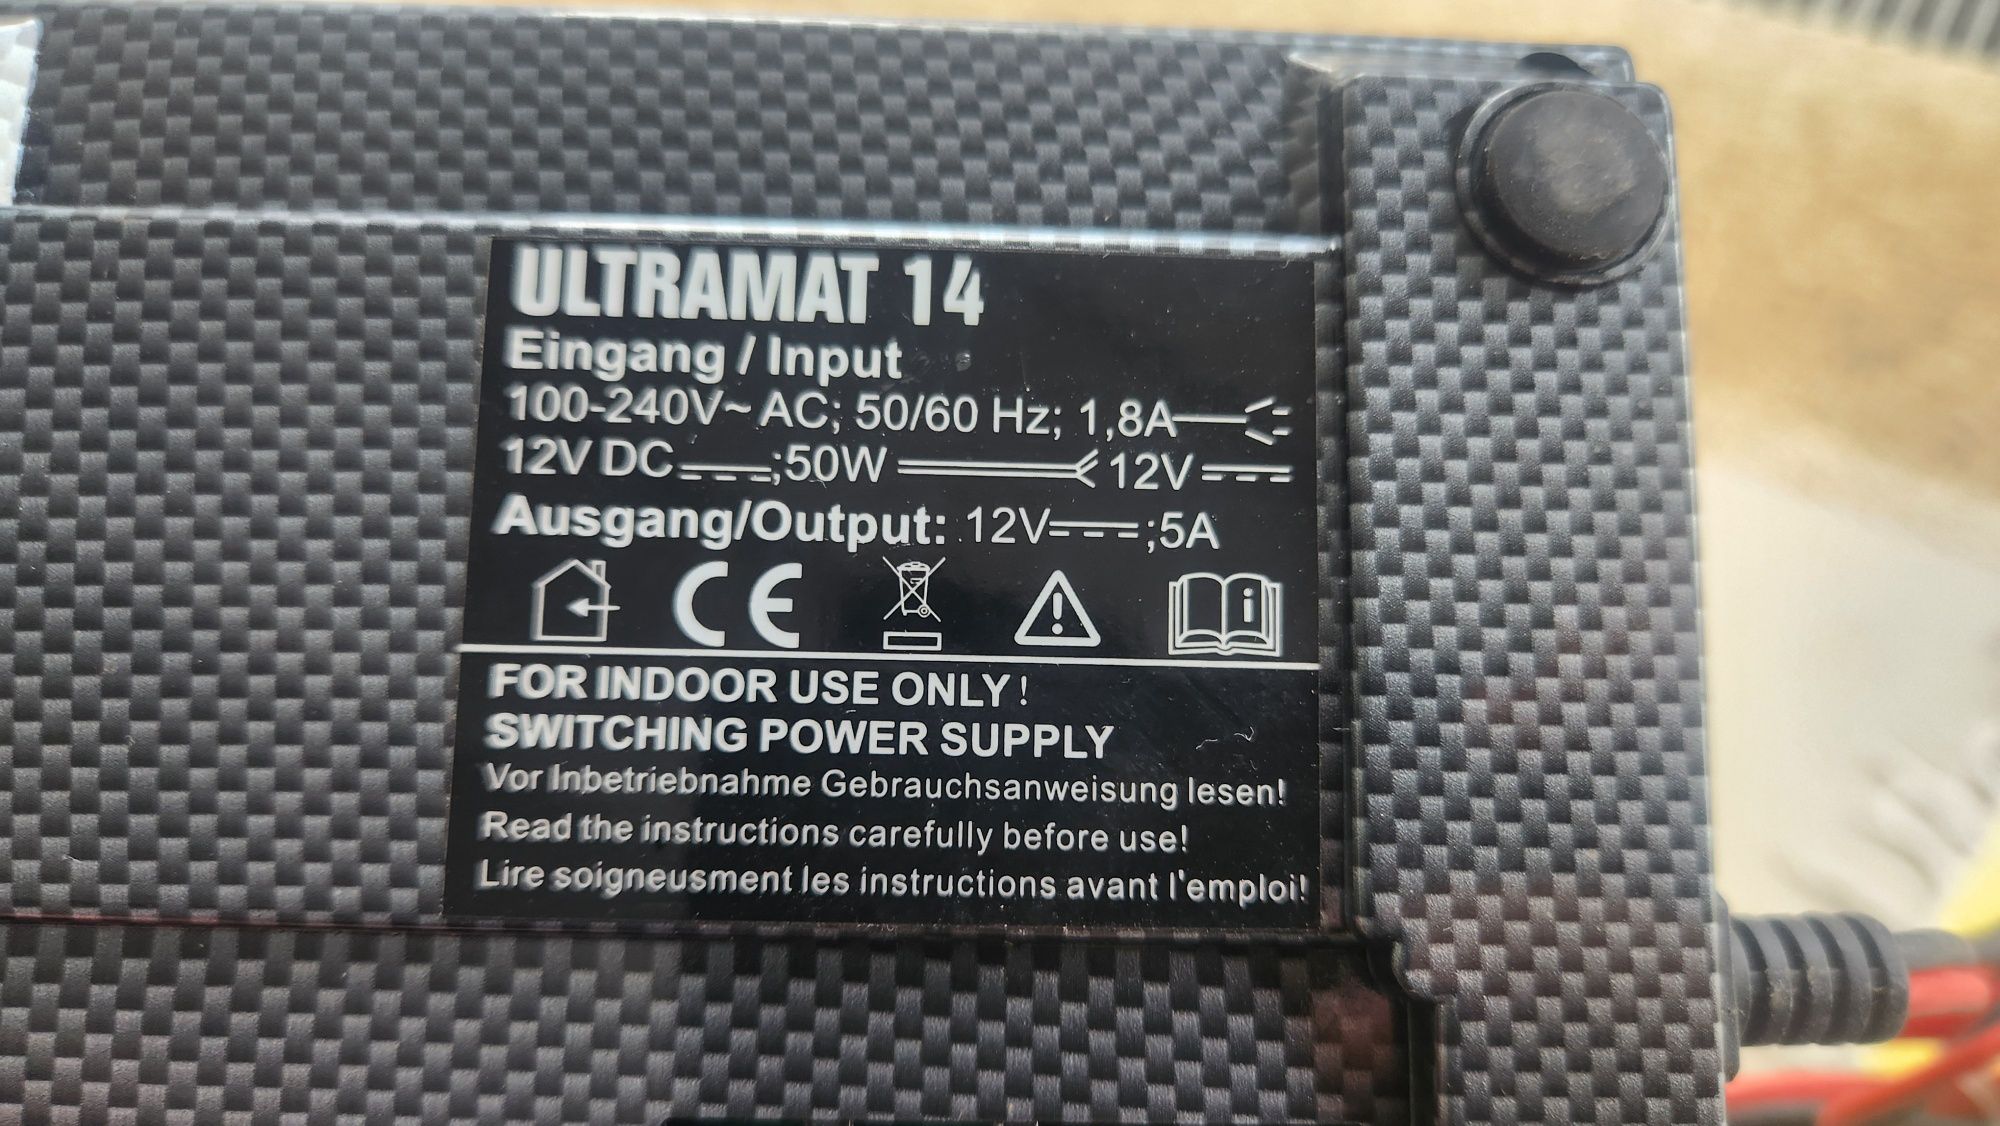 ULTRAMAT 14
Eingang / Input
100-240V~ AC; 50/60 Hz; 1,8A
12V DC ;50W 12V
Ausgang/Output: 12V ;5A
CE
FOR INDOOR USE ONLY!
SWITCHING POWER SUPPLY
Vor Inbetriebnahme Gebrauchsanweisung lesen!
Read the instructions carefully before use!
Lire soigneusment les instructions avant l'emploi!